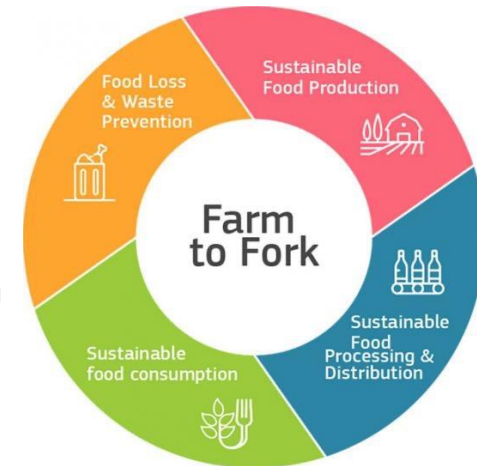 Food Loss
& Waste
Prevention
Sustainable
Food Production
Farm
to Fork
Sustainable
Food
Processing &
Distribution
Sustainable
food consumption